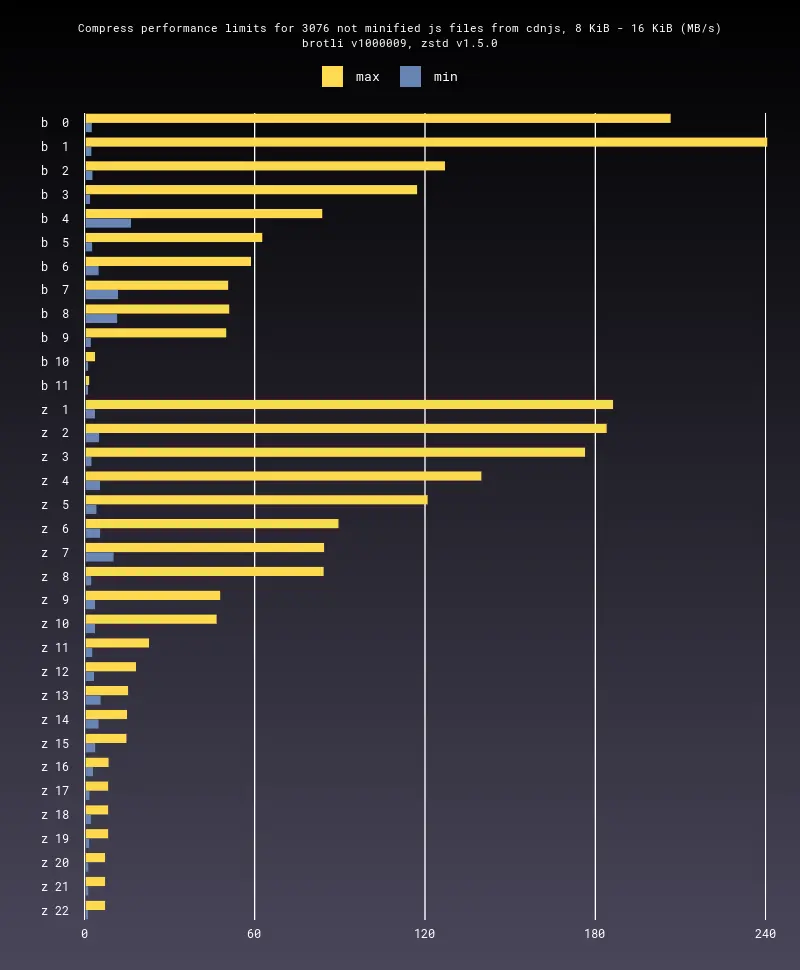 Compress performance limits for 3076 not minified js files from cdnjs, 8 KiB - 16 KiB (MB/s)
brotli v1000009, zstd v1.5.0
max min
b 0
b 1
b 2
b 3
b 4
b 5
b 6
b 7
b 8
b 9
b 10
b 11
z 1
z 2
z 3
z 4
z 5
z 6
z 7
z 8
z 9
z 10
z 11
z 12
z 13
z 14
z 15
z 16
z 17
z 18
z 19
z 20
z 21
z 22
0 60 120 180 240